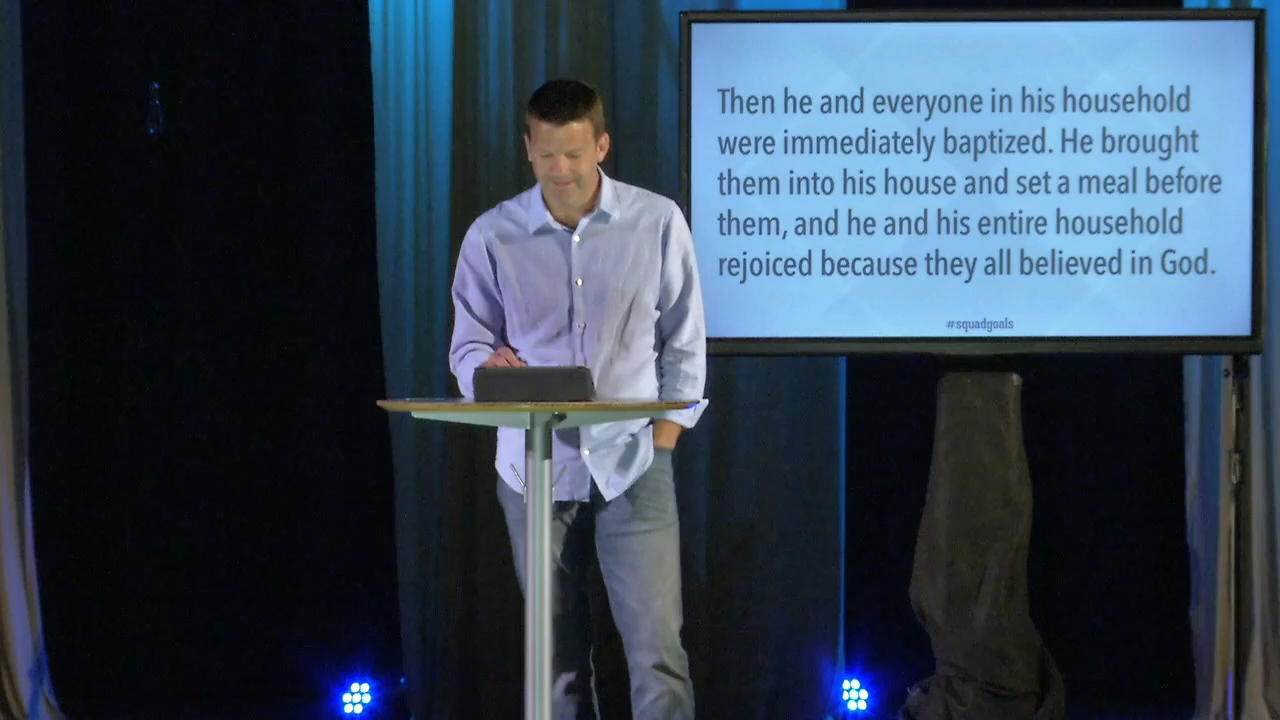 Then he and everyone in his household
were immediately baptized. He brought
them into his house and set a meal before
them, and he and his entire household
rejoiced because they all believed in God.
#squadgoals